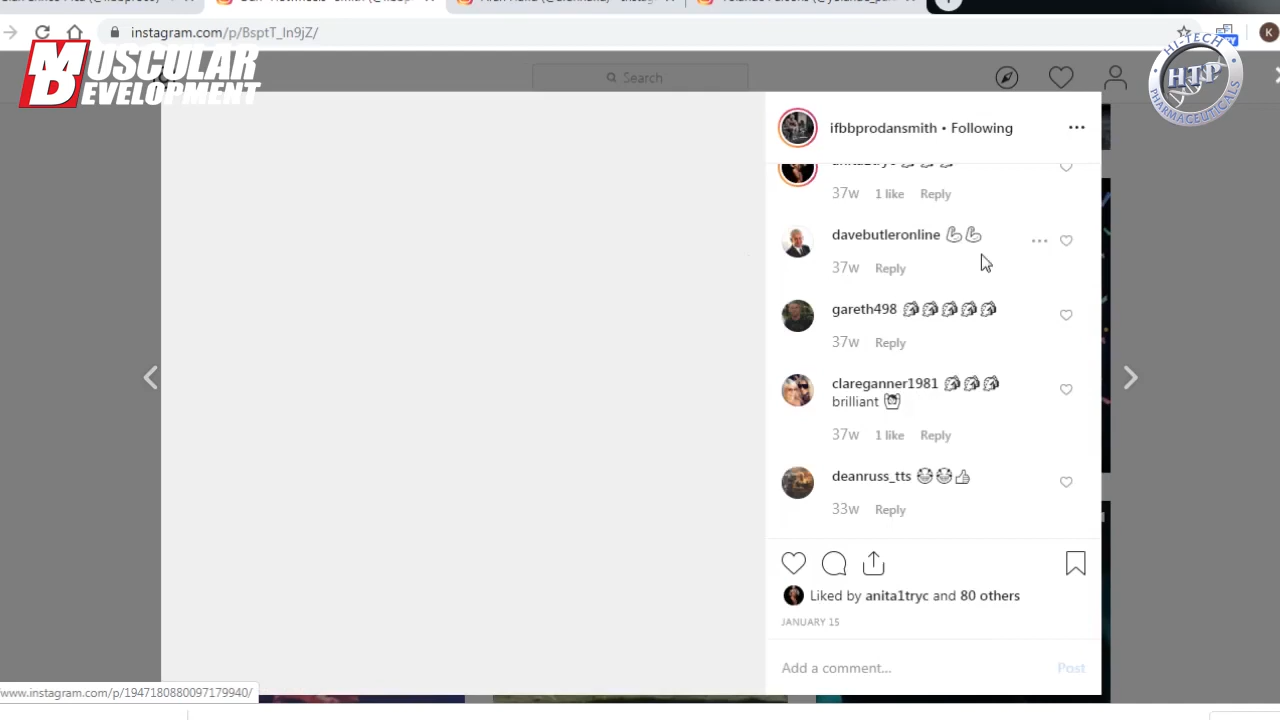 instagram.com/p/BsptT_ln9jZ/
K
MUSCULAR
DEVELOPMENT
Search
HI-TECH
HTP
PHARMACEUTICALS
ifbbprodansmith • Following
37w 1 like Reply
davebutleronline 💪💪
37w Reply
gareth498
37w Reply
clareganner1981
brilliant
37w 1 like Reply
deanruss_tts
33w Reply
Liked by anita1tryc and 80 others
JANUARY 15
Add a comment...
Post
www.instagram.com/p/1947180880097179940/